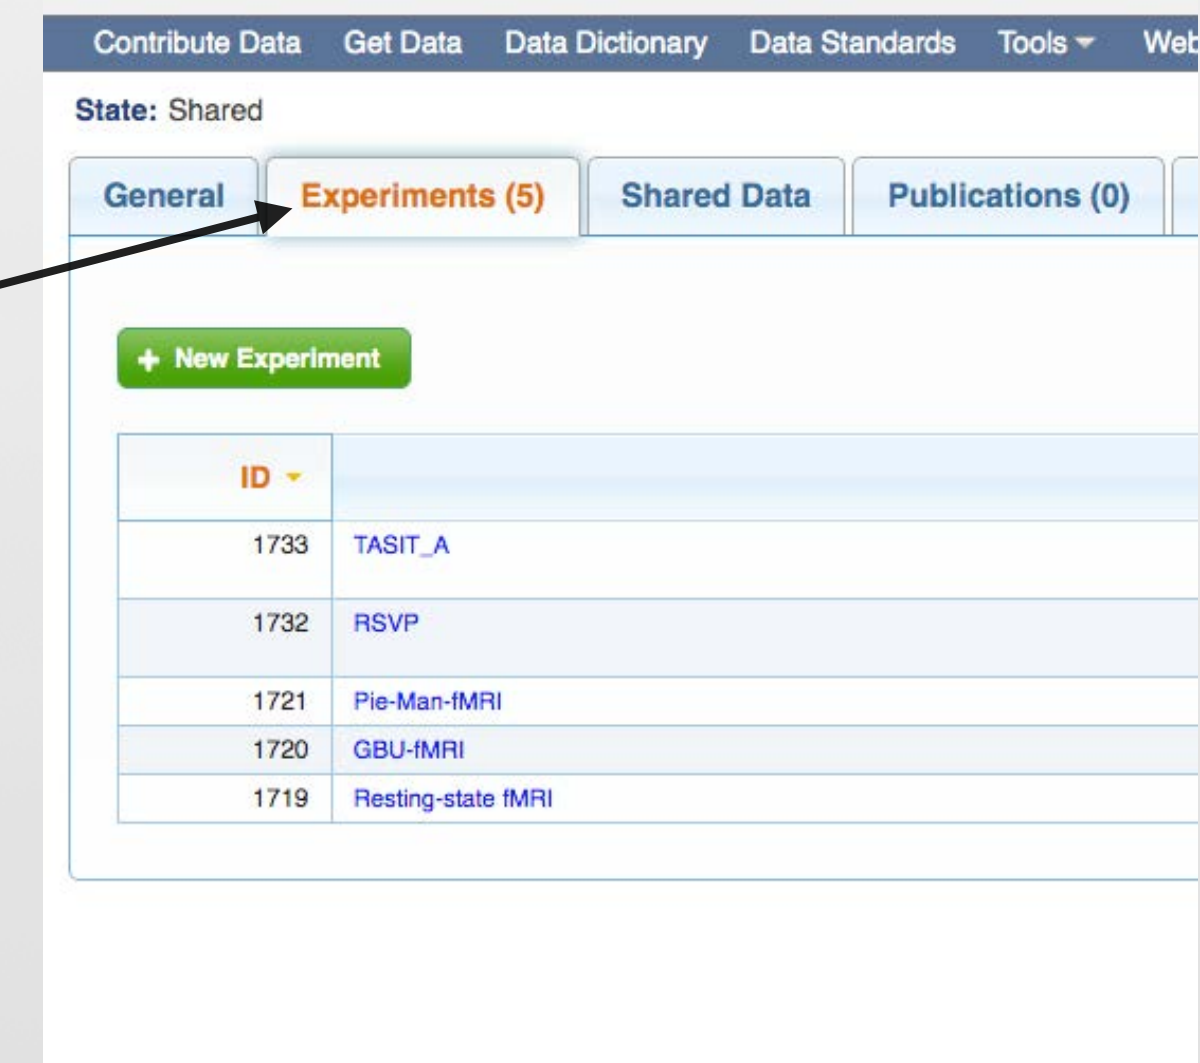 Contribute Data Get Data Data Dictionary Data Standards Tools
State: Shared
General Experiments (5) Shared Data Publications (0)
+ New Experiment
ID
1733 TASIT_A
1732 RSVP
1721 Pie-Man-fMRI
1720 GBU-fMRI
1719 Resting-state fMRI